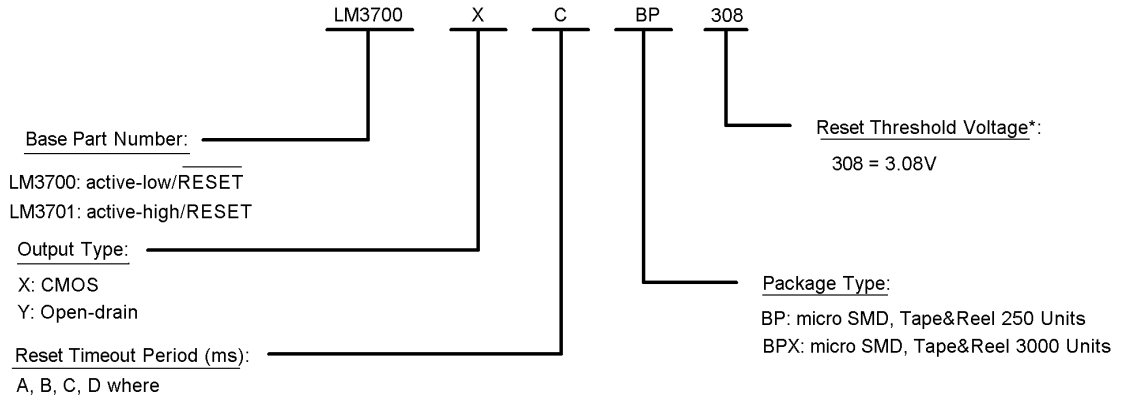 LM3700 X C BP 308
Base Part Number:
LM3700: active-low/RESET
LM3701: active-high/RESET
Output Type:
X: CMOS
Y: Open-drain
Reset Timeout Period (ms):
A, B, C, D where
Reset Threshold Voltage*:
308 = 3.08V
Package Type:
BP: micro SMD, Tape&Reel 250 Units
BPX: micro SMD, Tape&Reel 3000 Units